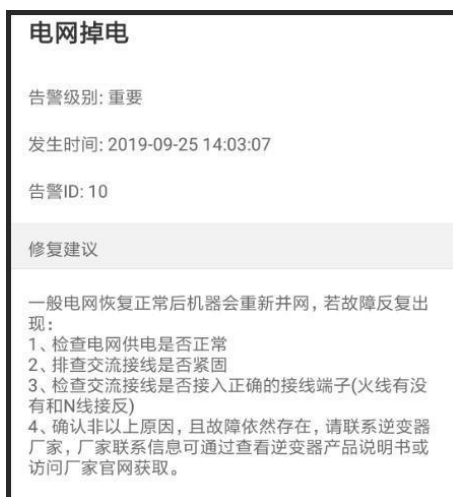 电网掉电
告警级别: 重要
发生时间: 2019-09-25 14:03:07
告警ID: 10
修复建议
一般电网恢复正常后机器会重新并网，若故障反复出
现：
1、检查电网供电是否正常
2、排查交流接线是否紧固
3、检查交流接线是否接入正确的接线端子(火线有没
有和N线接反)
4、确认非以上原因，且故障依然存在，请联系逆变器
厂家，厂家联系信息可通过查看逆变器产品说明书或
访问厂家官网获取。